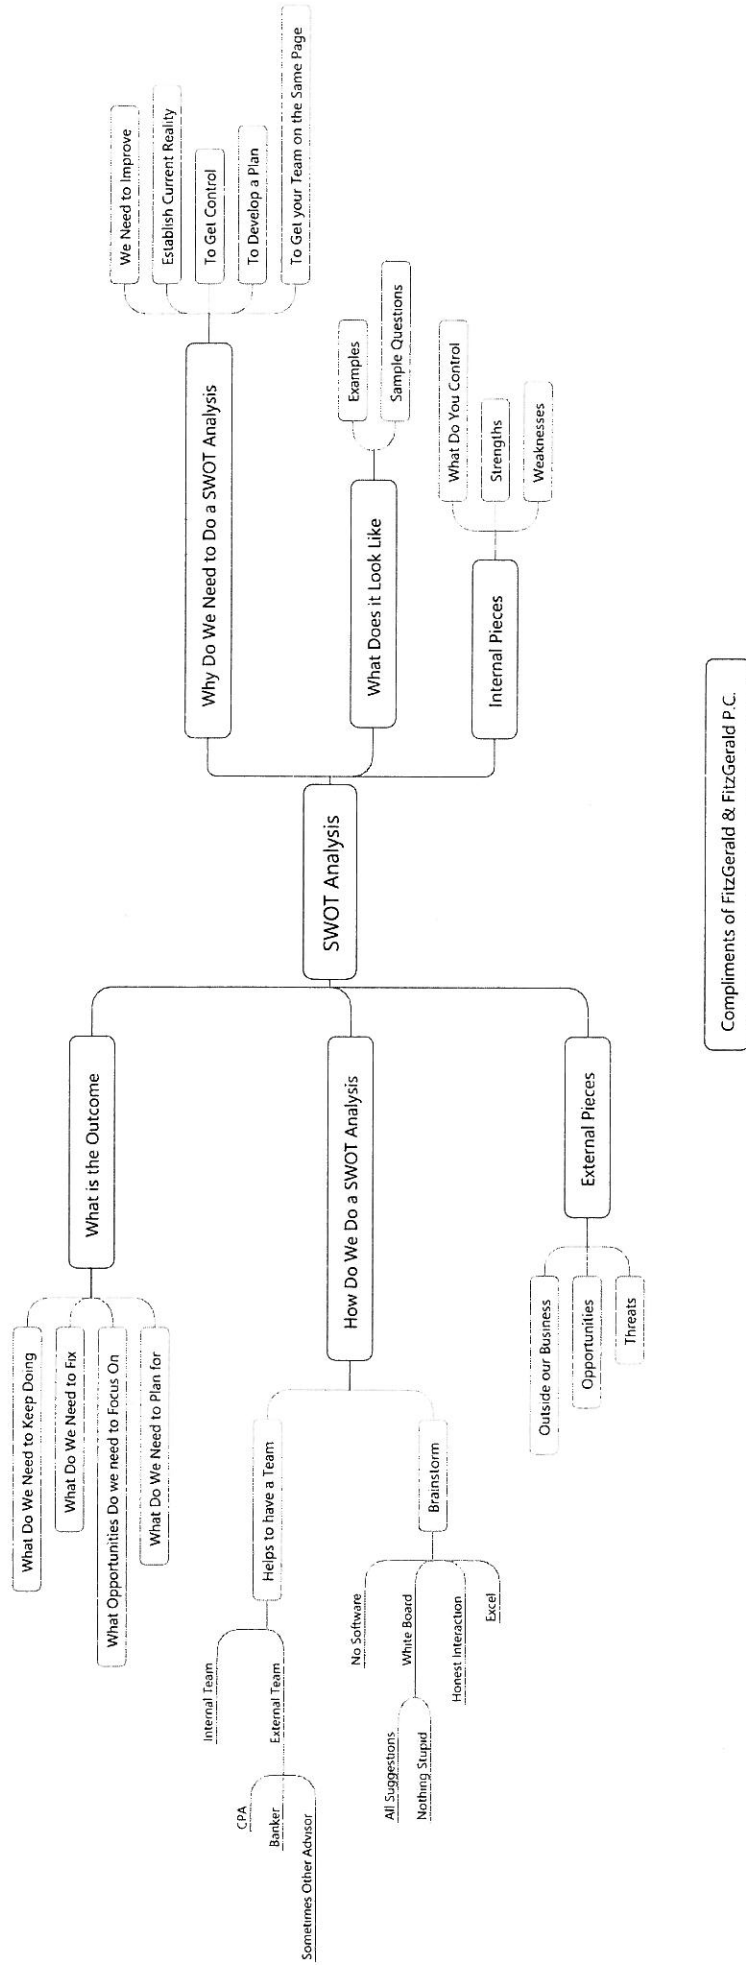 SWOT Analysis
Why Do We Need to Do a SWOT Analysis
We Need to Improve
Establish Current Reality
To Get Control
To Develop a Plan
To Get your Team on the Same Page
What Does it Look Like
Examples
Sample Questions
Internal Pieces
What Do You Control
Strengths
Weaknesses
What is the Outcome
What Do We Need to Keep Doing
What Do We Need to Fix
What Opportunities Do we need to Focus On
What Do We Need to Plan for
How Do We Do a SWOT Analysis
Helps to have a Team
Internal Team
External Team
CPA
Banker
Sometimes Other Advisor
Brainstorm
No Software
White Board
All Suggestions
Nothing Stupid
Honest Interaction
Excel
External Pieces
Outside our Business
Opportunities
Threats
Compliments of FitzGerald & FitzGerald P.C.